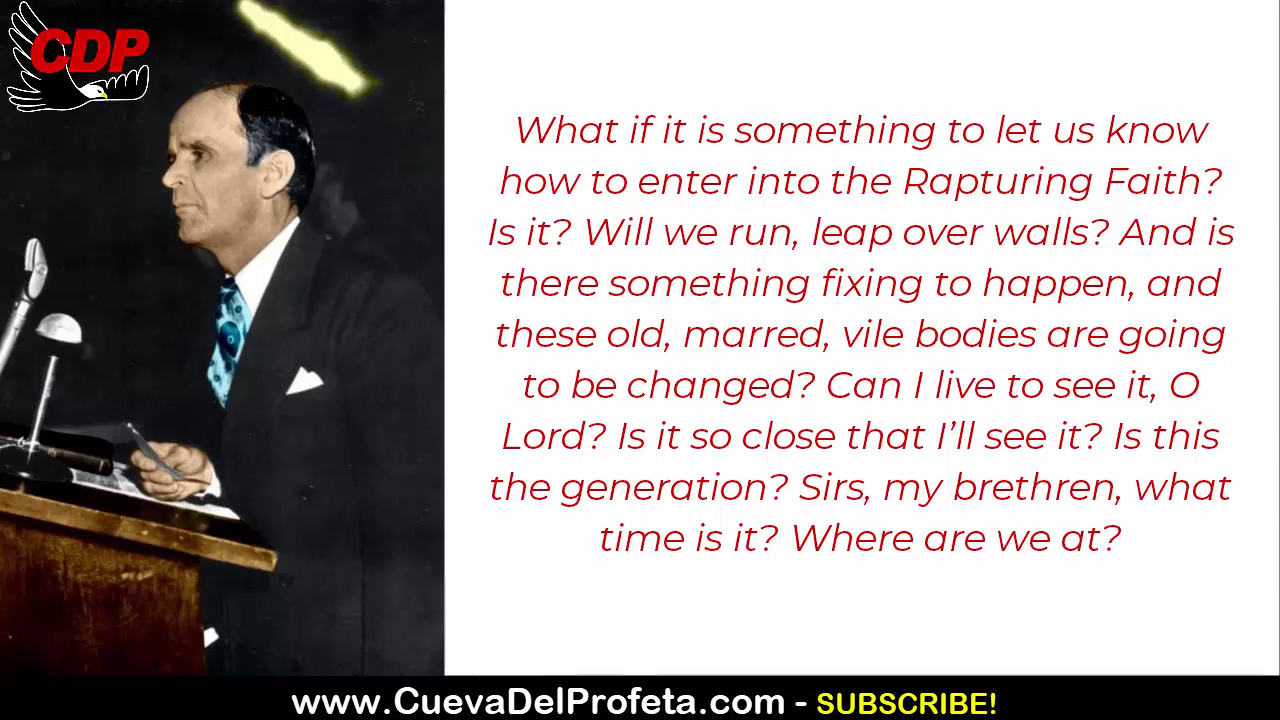 CDP
What if it is something to let us know
how to enter into the Rapturing Faith?
Is it? Will we run, leap over walls? And is
there something fixing to happen, and
these old, marred, vile bodies are going
to be changed? Can I live to see it, O
Lord? Is it so close that I’ll see it? Is this
the generation? Sirs, my brethren, what
time is it? Where are we at?
www.CuevaDelProfeta.com - SUBSCRIBE!